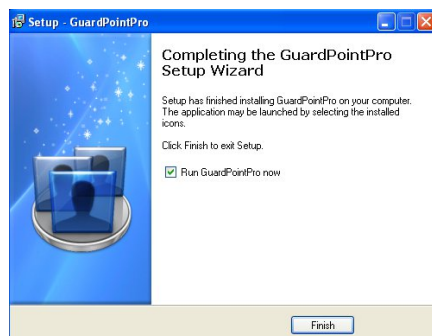 Setup - GuardPointPro
Completing the GuardPointPro
Setup Wizard
Setup has finished installing GuardPointPro on your computer.
The application may be launched by selecting the installed
icons.
Click Finish to exit Setup.
Run GuardPointPro now
Finish